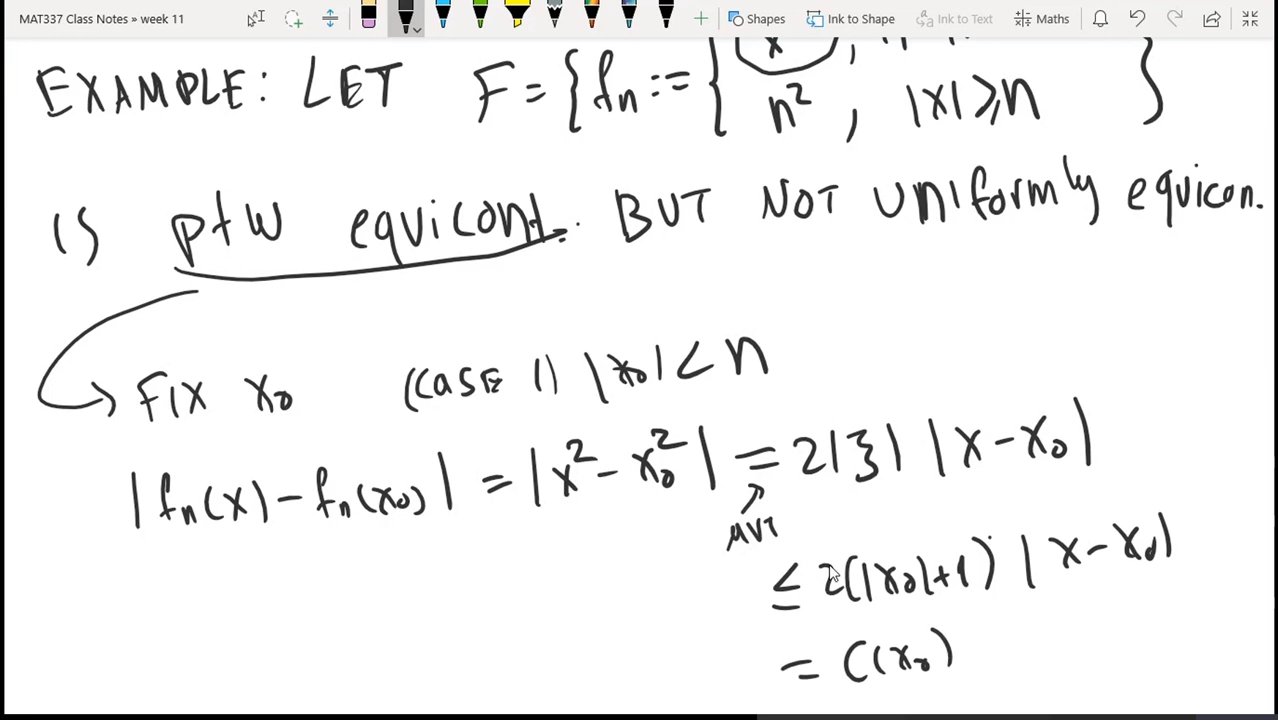 MAT337 Class Notes » week 11
Shapes Ink to Shape Ink to Text Maths
EXAMPLE: LET F = { fn := { x
n², |x| ≥ n }
IS ptw equicont. BUT NOT uniformly equicon.
FIX x₀ (CASE 1) |x₀| < n
|fn(x) - fn(x₀)| = |x² - x₀²| = 2|3| |x - x₀|
MVT
≤ 2(|x₀|+1) |x - x₀|
= C(x₀)